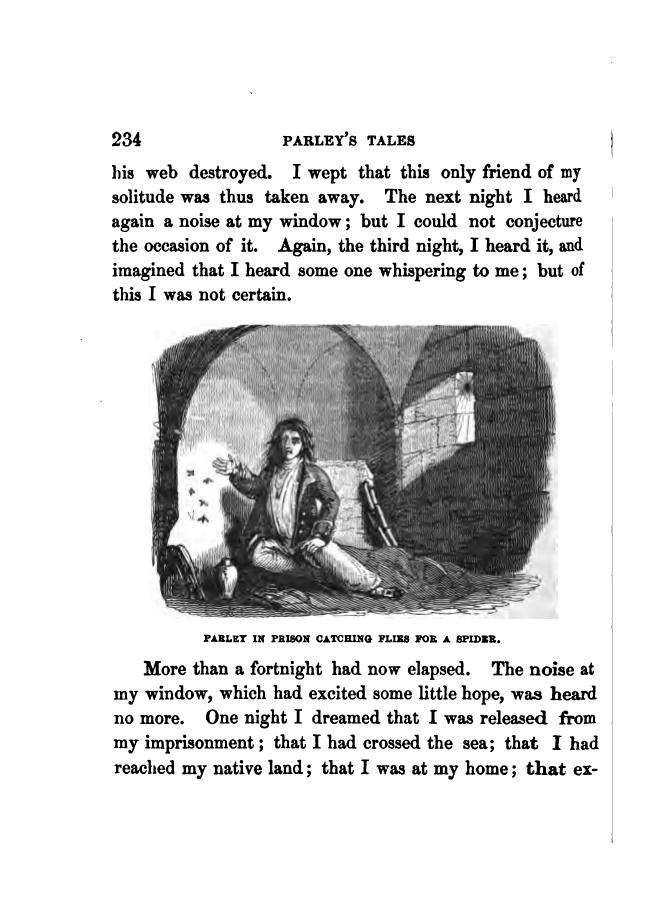 234 PARLEY'S TALES
his web destroyed. I wept that this only friend of my
solitude was thus taken away. The next night I heard
again a noise at my window; but I could not conjecture
the occasion of it. Again, the third night, I heard it, and
imagined that I heard some one whispering to me; but of
this I was not certain.
PARLEY IN PRISON CATCHING FLIES FOR A SPIDER.
More than a fortnight had now elapsed. The noise at
my window, which had excited some little hope, was heard
no more. One night I dreamed that I was released from
my imprisonment; that I had crossed the sea; that I had
reached my native land; that I was at my home; that ex-